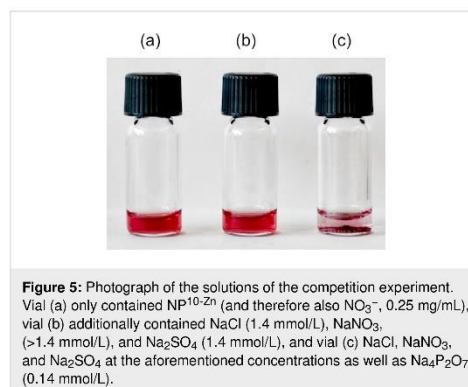 (a) (b) (c)
Figure 5: Photograph of the solutions of the competition experiment.
Vial (a) only contained NP¹⁰⁻ᶻⁿ (and therefore also NO₃⁻, 0.25 mg/mL),
vial (b) additionally contained NaCl (1.4 mmol/L), NaNO₃
(>1.4 mmol/L), and Na₂SO₄ (1.4 mmol/L), and vial (c) NaCl, NaNO₃,
and Na₂SO₄ at the aforementioned concentrations as well as Na₄P₂O₇
(0.14 mmol/L).